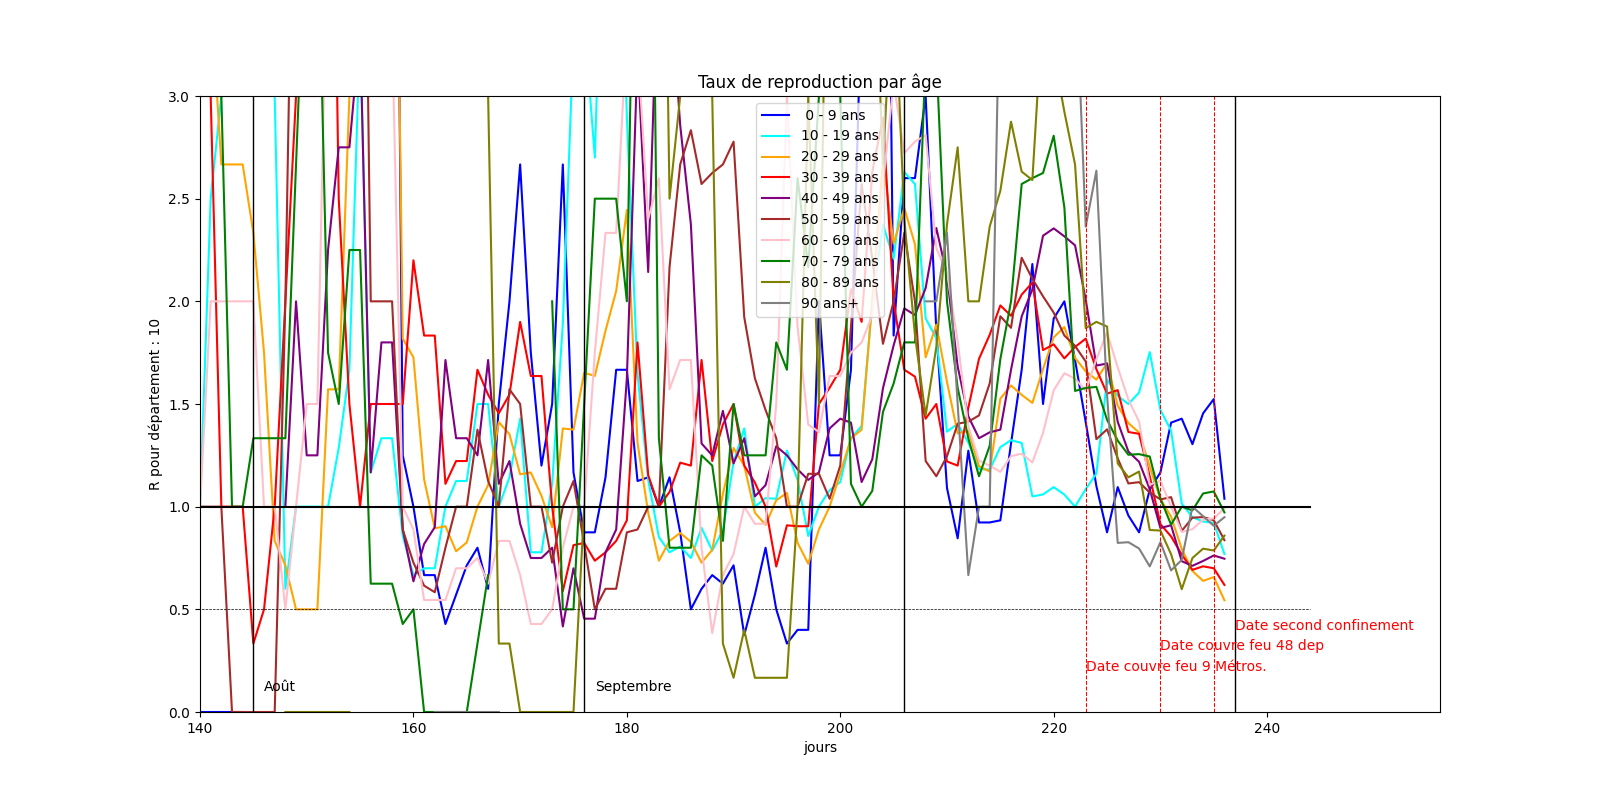 Taux de reproduction par âge
R pour département : 10
3.0
2.5
2.0
1.5
1.0
0.5
0.0
0 - 9 ans
10 - 19 ans
20 - 29 ans
30 - 39 ans
40 - 49 ans
50 - 59 ans
60 - 69 ans
70 - 79 ans
80 - 89 ans
90 ans+
Date second confinement
Date couvre feu 48 dep
Date couvre feu 9 Métros.
Août
Septembre
140
160
180
200
220
240
jours